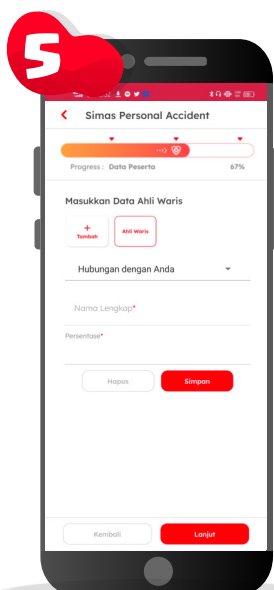 S
Simas Personal Accident
Progress : Data Peserta 67%
Masukkan Data Ahli Waris
+
Tambah
Ahli Waris
Hubungan dengan Anda
Nama Lengkap*
Persentase*
Hapus Simpan
Kembali Lanjut